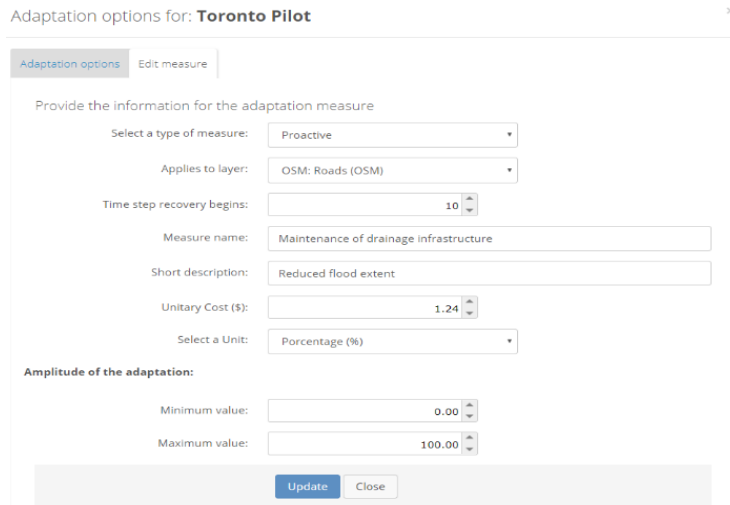 Adaptation options for: Toronto Pilot
Adaptation options Edit measure
Provide the information for the adaptation measure
Select a type of measure: Proactive
Applies to layer: OSM: Roads (OSM)
Time step recovery begins: 10
Measure name: Maintenance of drainage infrastructure
Short description: Reduced flood extent
Unitary Cost ($): 1.24
Select a Unit: Porcentage (%)
Amplitude of the adaptation:
Minimum value: 0.00
Maximum value: 100.00
Update Close